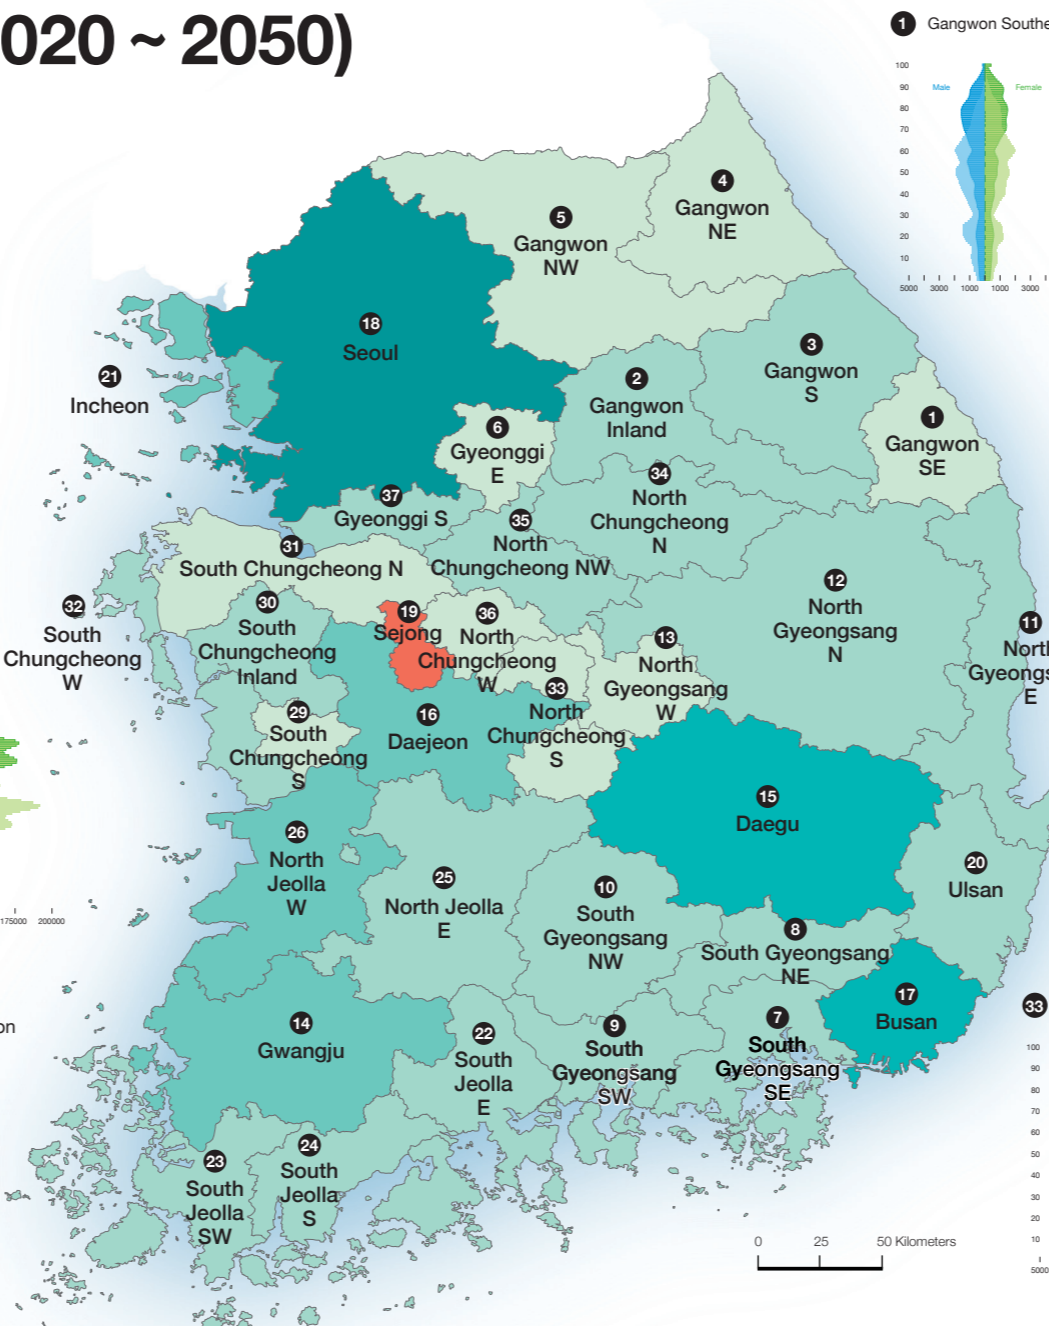 020 ~ 2050)
1 Gangwon Southe
100
90
80
70
60
50
40
30
20
10
Male
Female
5000 3000 1000 1000 3000
4
Gangwon
NE
5
Gangwon
NW
18
Seoul
3
Gangwon
S
21
Incheon
2
Gangwon
Inland
1
Gangwon
SE
6
Gyeonggi
E
34
North
Chungcheong
N
37
Gyeonggi S
35
North
Chungcheong NW
31
South Chungcheong N
12
North
Gyeongsang
N
32
South
Chungcheong
W
30
South
Chungcheong
Inland
19
Sejong
36
North
Chungcheong
W
13
North
Gyeongsang
W
11
North
Gyeongs
E
33
North
Chungcheong
S
29
South
Chungcheong
S
16
Daejeon
15
Daegu
26
North
Jeolla
W
25
North Jeolla
E
10
South
Gyeongsang
NW
20
Ulsan
175000 200000
8
South Gyeongsang
NE
17
Busan
33
on
14
Gwangju
22
South
Jeolla
E
9
South
Gyeongsang
SW
7
South
Gyeongsang
SE
100
90
80
70
60
50
40
30
20
10
5000
23
South
Jeolla
SW
24
South
Jeolla
S
0 25 50 Kilometers